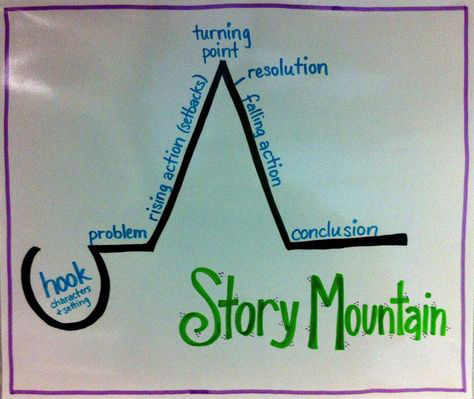 turning
point
resolution
rising action (setbacks)
falling action
problem
conclusion
hook
characters
+ setting
Story Mountain